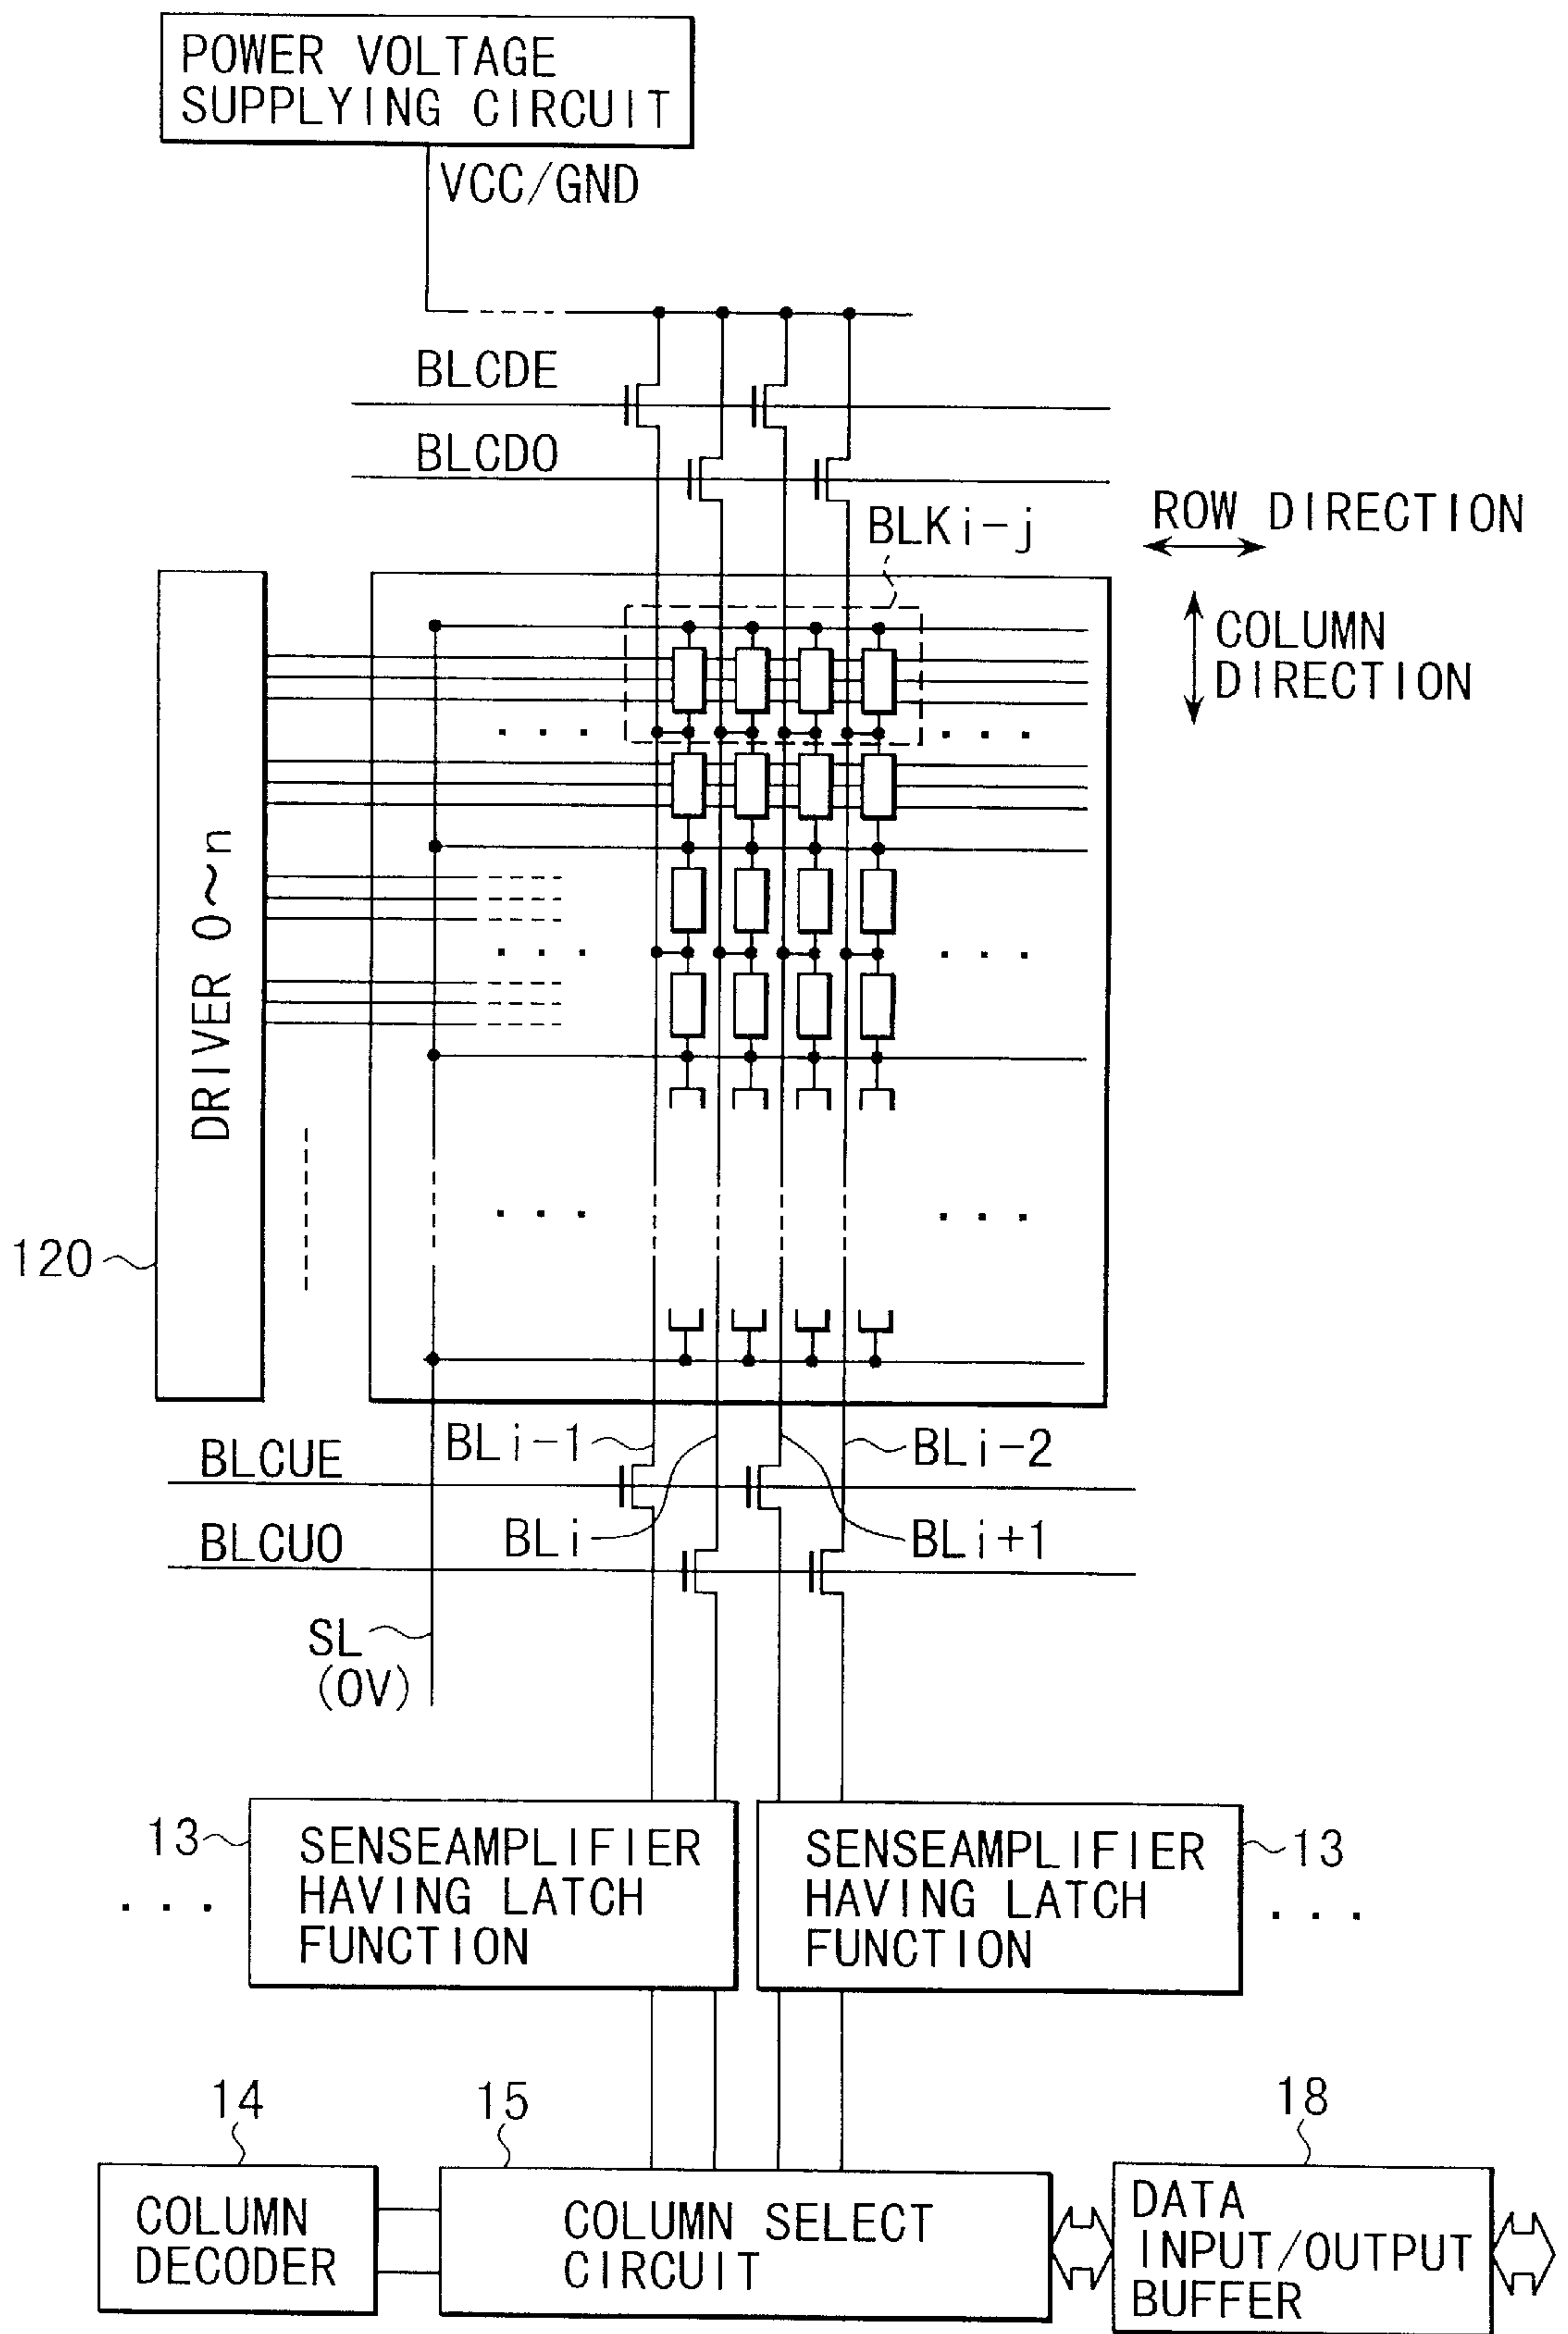 POWER VOLTAGE
SUPPLYING CIRCUIT
VCC/GND
BLCDE
BLCDO
BLKi-j
ROW DIRECTION
COLUMN
DIRECTION
DRIVER 0~n
120
BLCUE
BLi-1
BLi-2
BLCUO
BLi
BLi+1
SL
(0V)
13
SENSEAMPLIFIER
HAVING LATCH
FUNCTION
SENSEAMPLIFIER
HAVING LATCH
FUNCTION
13
14
15
18
COLUMN
DECODER
COLUMN SELECT
CIRCUIT
DATA
INPUT/OUTPUT
BUFFER